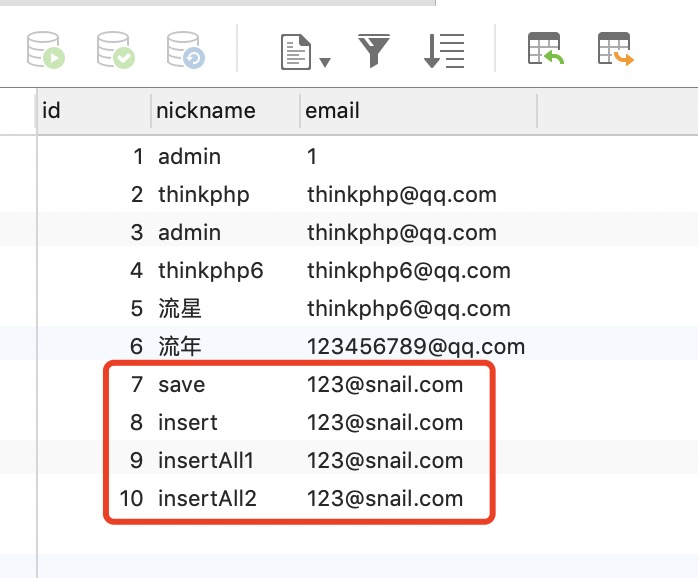 id nickname email
1 admin 1
2 thinkphp thinkphp@qq.com
3 admin thinkphp@qq.com
4 thinkphp6 thinkphp6@qq.com
5 流星 thinkphp6@qq.com
6 流年 123456789@qq.com
7 save 123@snail.com
8 insert 123@snail.com
9 insertAll1 123@snail.com
10 insertAll2 123@snail.com